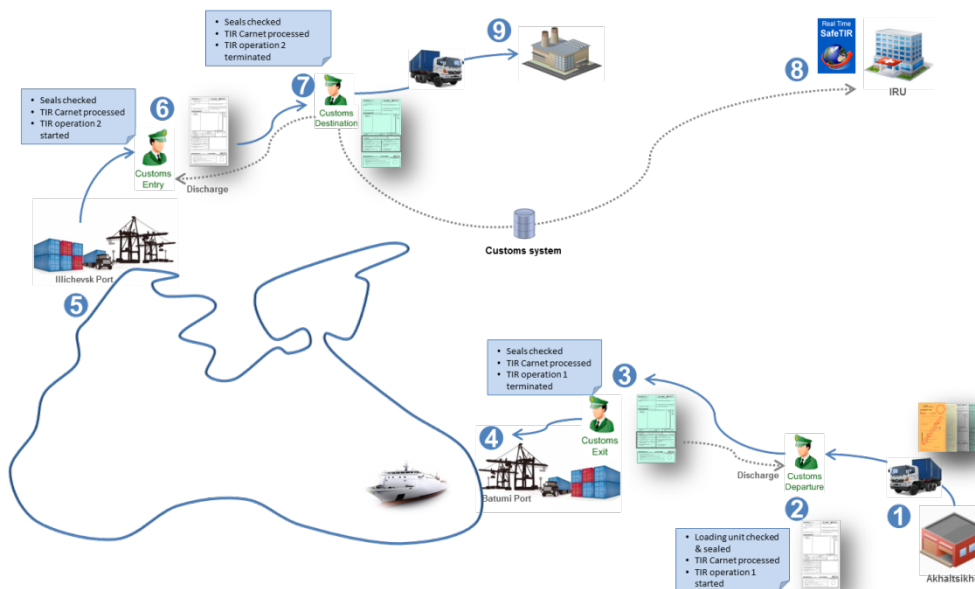 • Seals checked
• TIR Carnet processed
• TIR operation 2
terminated
9
Real Time
SafeTIR
8
IRU
7
Customs
Destination
• Seals checked
• TIR Carnet processed
• TIR operation 2
started
6
Customs
Entry
Discharge
Customs system
Illichevsk Port
5
• Seals checked
• TIR Carnet processed
• TIR operation 1
terminated
3
4
Customs
Exit
Batumi Port
Discharge
Customs
Departure
2
1
• Loading unit checked
& sealed
• TIR Carnet processed
• TIR operation 1
started
Akhaltsikhe